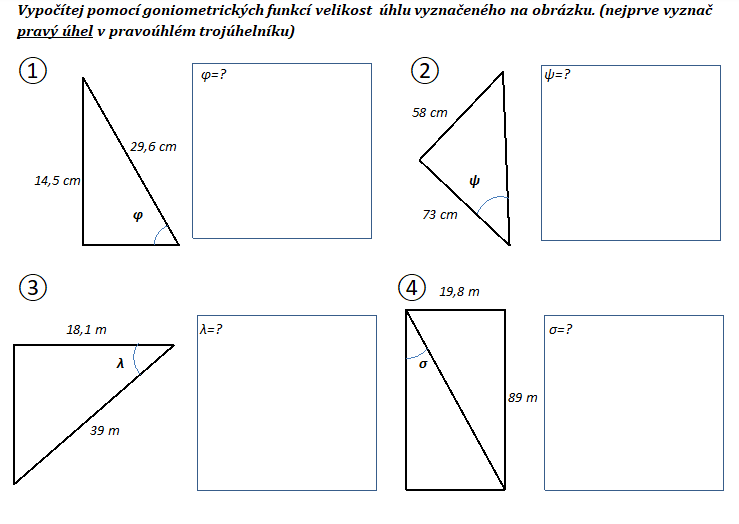 Vypočítej pomocí goniometrických funkcí velikost úhlu vyznačeného na obrázku. (nejprve vyznač
pravý úhel v pravoúhlém trojúhelníku)
1
φ=?
29,6 cm
14,5 cm
φ
2
ψ=?
58 cm
ψ
73 cm
3
18,1 m
λ=?
λ
39 m
4
19,8 m
σ=?
σ
89 m